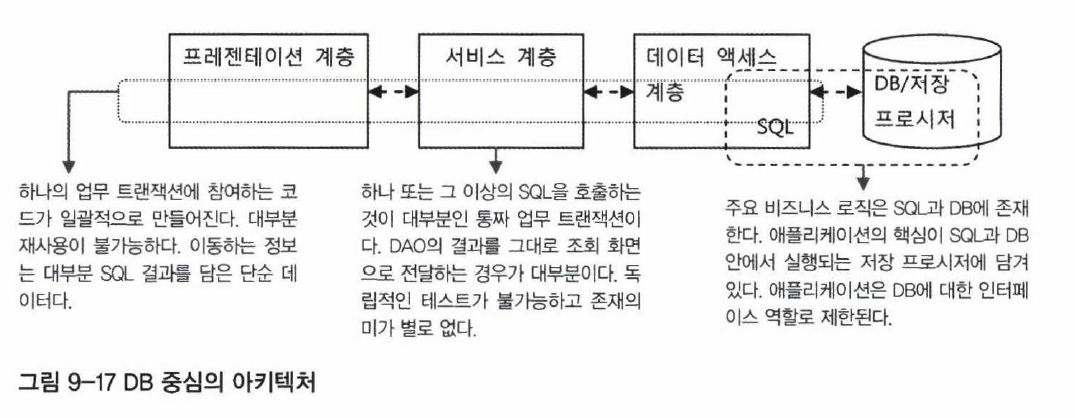 프레젠테이션 계층
서비스 계층
데이터 액세스
계층
SQL
DB/저장
프로시저
하나의 업무 트랜잭션에 참여하는 코
드가 일괄적으로 만들어진다. 대부분
재사용이 불가능하다. 이동하는 정보
는 대부분 SQL 결과를 담은 단순 데
이터다.
하나 또는 그 이상의 SQL을 호출하는
것이 대부분인 통짜 업무 트랜잭션이
다. DAO의 결과를 그대로 조회 화면
으로 전달하는 경우가 대부분이다. 독
립적인 테스트가 불가능하고 존재의
미가 별로 없다.
주요 비즈니스 로직은 SQL과 DB에 존재
한다. 애플리케이션의 핵심이 SQL과 DB
안에서 실행되는 저장 프로시저에 담겨
있다. 애플리케이션은 DB에 대한 인터페
이스 역할로 제한된다.
그림 9-17 DB 중심의 아키텍처